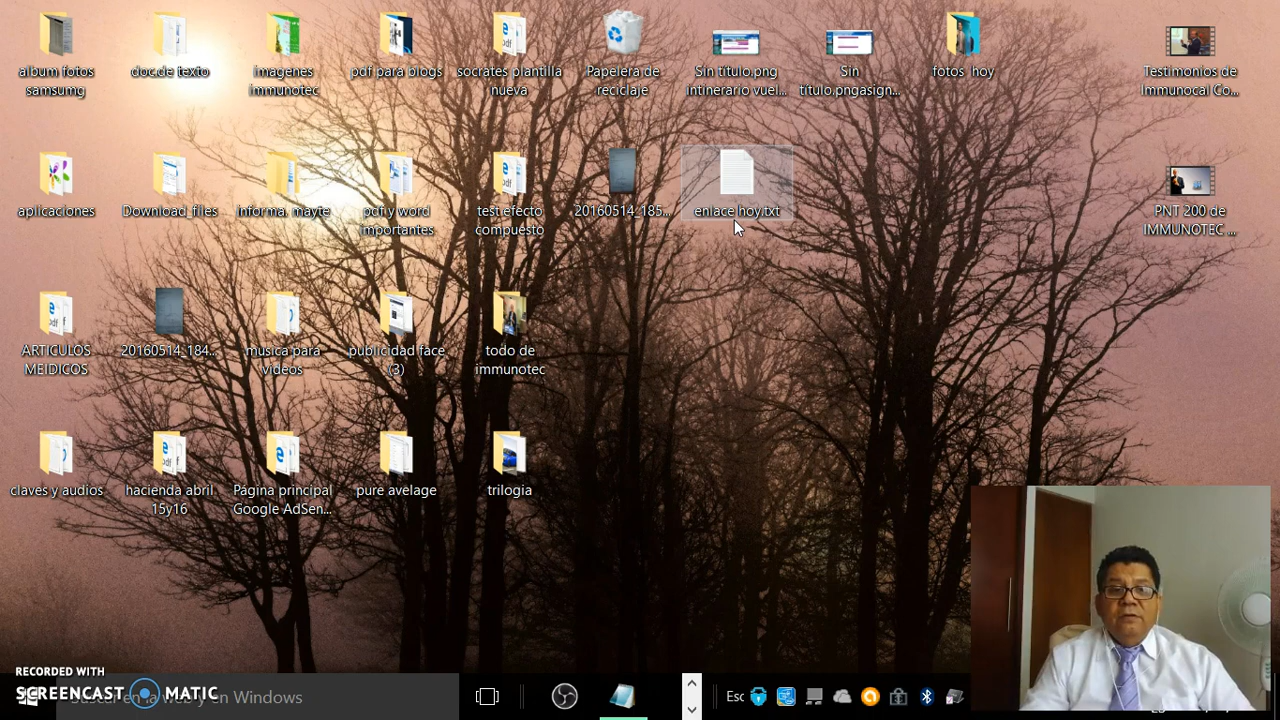 album fotos
samsumg
doc.de texto
imagenes
immunotec
pdf para blogs
socrates plantilla
nueva
Papelera de
reciclaje
Sin título.png
intinerario vuel...
Sin
título.pngasign...
fotos hoy
Testimonios de
Immunocal Co...
aplicaciones
Download_files
informa. mayte
pdf y word
importantes
test efecto
compuesto
20160514_185...
enlace hoy.txt
PNT 200 de
IMMUNOTEC ...
ARTICULOS
MEIDICOS
20160514_184...
musica para
videos
publicidad face
(3)
todo de
immunotec
claves y audios
hacienda abril
15y16
Página principal
Google AdSen...
pure avelage
trilogia
RECORDED WITH
SCREENCAST MATIC
en la web y en Windows
Esc